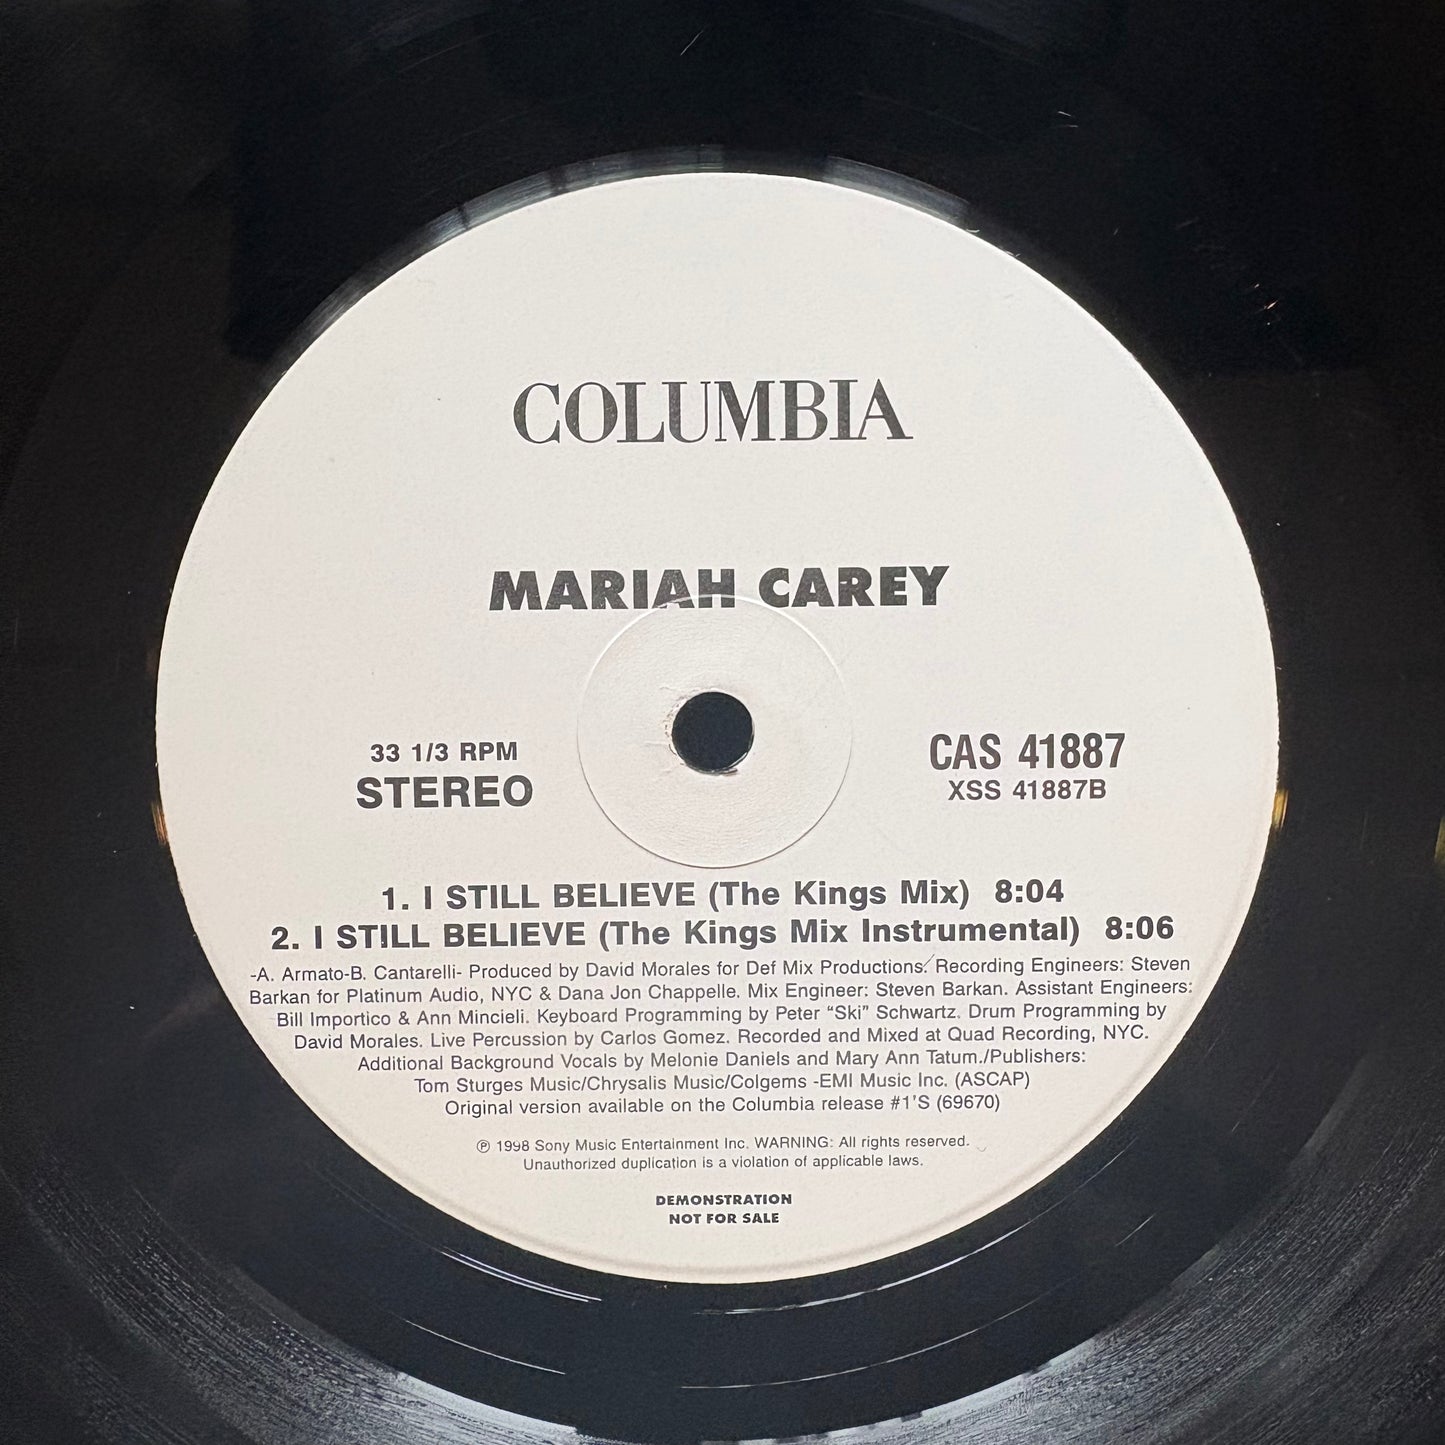 COLUMBIA
MARIAH CAREY
33 1/3 RPM
STEREO
CAS 41887
XSS 41887B
1. I STILL BELIEVE (The Kings Mix) 8:04
2. I STILL BELIEVE (The Kings Mix Instrumental) 8:06
-A. Armato-B. Cantarelli- Produced by David Morales for Def Mix Productions. Recording Engineers: Steven
Barkan for Platinum Audio, NYC & Dana Jon Chappelle. Mix Engineer: Steven Barkan. Assistant Engineers:
Bill Importico & Ann Mincieli. Keyboard Programming by Peter “Ski” Schwartz. Drum Programming by
David Morales. Live Percussion by Carlos Gomez. Recorded and Mixed at Quad Recording, NYC.
Additional Background Vocals by Melonie Daniels and Mary Ann Tatum./Publishers:
Tom Sturges Music/Chrysalis Music/Colgems -EMI Music Inc. (ASCAP)
Original version available on the Columbia release #1'S (69670)
℗ 1998 Sony Music Entertainment Inc. WARNING: All rights reserved.
Unauthorized duplication is a violation of applicable laws.
DEMONSTRATION
NOT FOR SALE